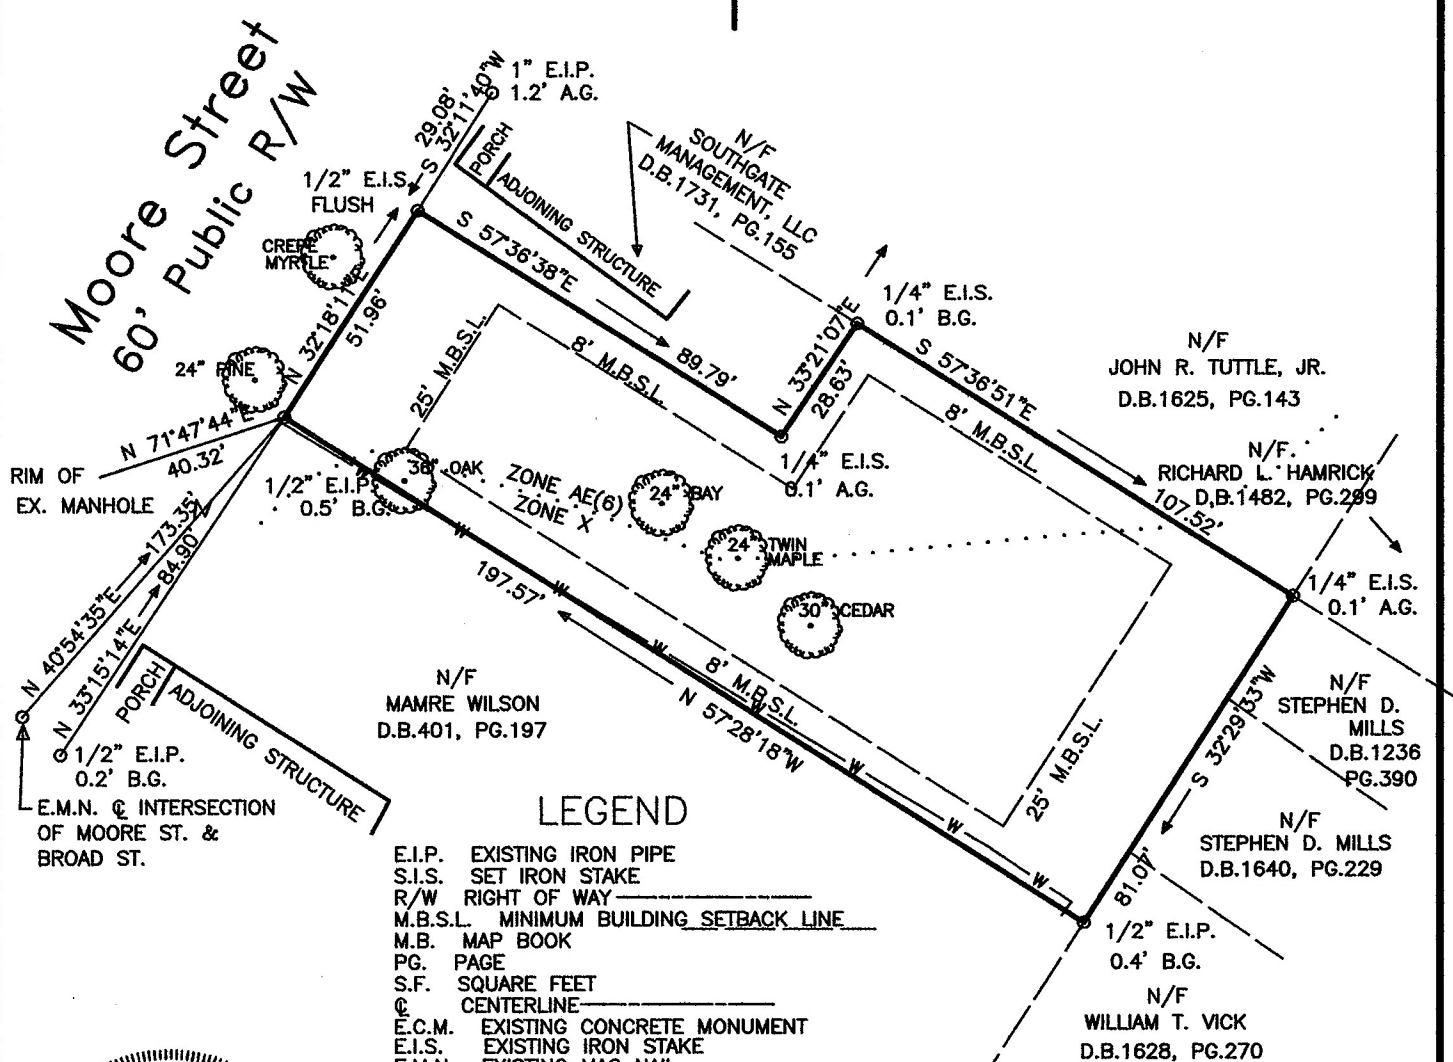 Moore Street
60' Public R/W
29.08'
S 32°11'40"W
1" E.I.P.
1.2' A.G.
PORCH
ADJOINING STRUCTURE
N/F
SOUTHGATE
MANAGEMENT, LLC
D.B.1731, PG.155
1/2" E.I.S.
FLUSH
CREPE
MYRTLE
N 32°18'11"E
51.96'
S 57°36'38"E
89.79'
25' M.B.S.L.
8' M.B.S.L.
N 33°21'07"E
28.63'
1/4" E.I.S.
0.1' B.G.
S 57°36'51"E
107.52'
8' M.B.S.L.
N/F
JOHN R. TUTTLE, JR.
D.B.1625, PG.143
N/F
RICHARD L. HAMRICK
D.B.1482, PG.299
24" PINE
N 71°47'44"E
40.32'
RIM OF
EX. MANHOLE
1/2" E.I.P.
0.5' B.G.
36" OAK
ZONE AE(6)
ZONE X
24" BAY
24" TWIN
MAPLE
30" CEDAR
1/4" E.I.S.
0.1' A.G.
1/4" E.I.S.
0.1' A.G.
N 40°54'35"E 173.35'
N 33°15'14"E 84.90'
W
197.57'
W
W
W
8' M.B.S.L.
W
N 57°28'18"W
W
W
W
25' M.B.S.L.
S 32°29'33"W
81.07'
N/F
STEPHEN D.
MILLS
D.B.1236
PG.390
N/F
STEPHEN D. MILLS
D.B.1640, PG.229
N/F
MAMRE WILSON
D.B.401, PG.197
PORCH
ADJOINING STRUCTURE
1/2" E.I.P.
0.2' B.G.
E.M.N. ℄ INTERSECTION
OF MOORE ST. &
BROAD ST.
1/2" E.I.P.
0.4' B.G.
N/F
WILLIAM T. VICK
D.B.1628, PG.270
LEGEND
E.I.P. EXISTING IRON PIPE
S.I.S. SET IRON STAKE
R/W RIGHT OF WAY
M.B.S.L. MINIMUM BUILDING SETBACK LINE
M.B. MAP BOOK
PG. PAGE
S.F. SQUARE FEET
℄ CENTERLINE
E.C.M. EXISTING CONCRETE MONUMENT
E.I.S. EXISTING IRON STAKE
E.M.N. EXISTING MAG NAIL